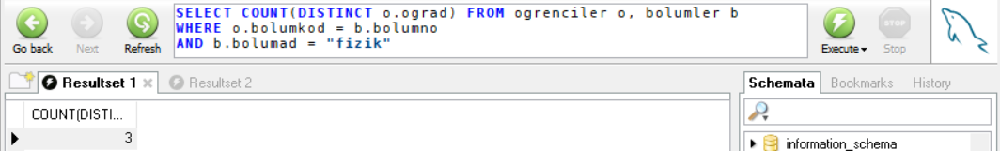 SELECT COUNT(DISTINCT o.ograd) FROM ogrenciler o, bolumler b
WHERE o.bolumkod = b.bolumno
AND b.bolumad = "fizik"
Go back Next Refresh Execute Stop
Resultset 1 Resultset 2
Schemata Bookmarks History
COUNT(DISTI...
3
information_schema